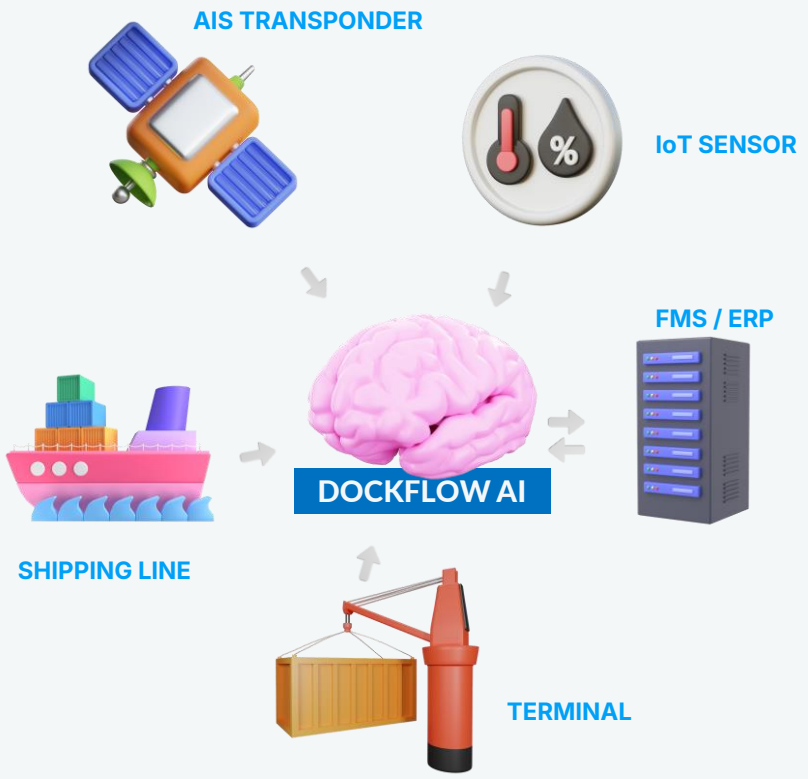 AIS TRANSPONDER
IoT SENSOR
%
FMS / ERP
DOCKFLOW AI
SHIPPING LINE
TERMINAL